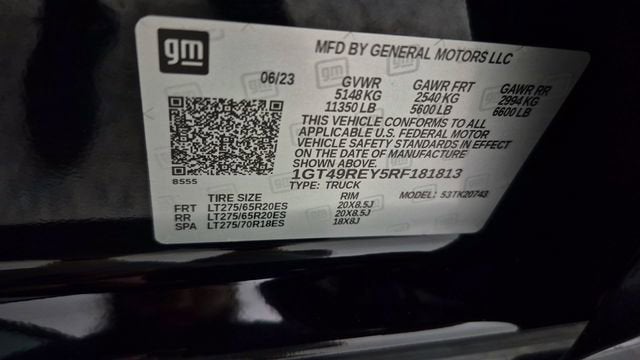 gm
MFD BY GENERAL MOTORS LLC
06/23
GVWR GAWR FRT GAWR RR
5148 KG 2540 KG 2994 KG
11350 LB 5600 LB 6600 LB
THIS VEHICLE CONFORMS TO ALL
APPLICABLE U.S. FEDERAL MOTOR
VEHICLE SAFETY STANDARDS IN EFFECT
ON THE DATE OF MANUFACTURE
SHOWN ABOVE.
1GT49REY5RF181813
8555
TYPE: TRUCK MODEL: 53TK20743
TIRE SIZE RIM
FRT LT275/65R20ES 20X8.5J
RR LT275/65R20ES 20X8.5J
SPA LT275/70R18ES 18X8J